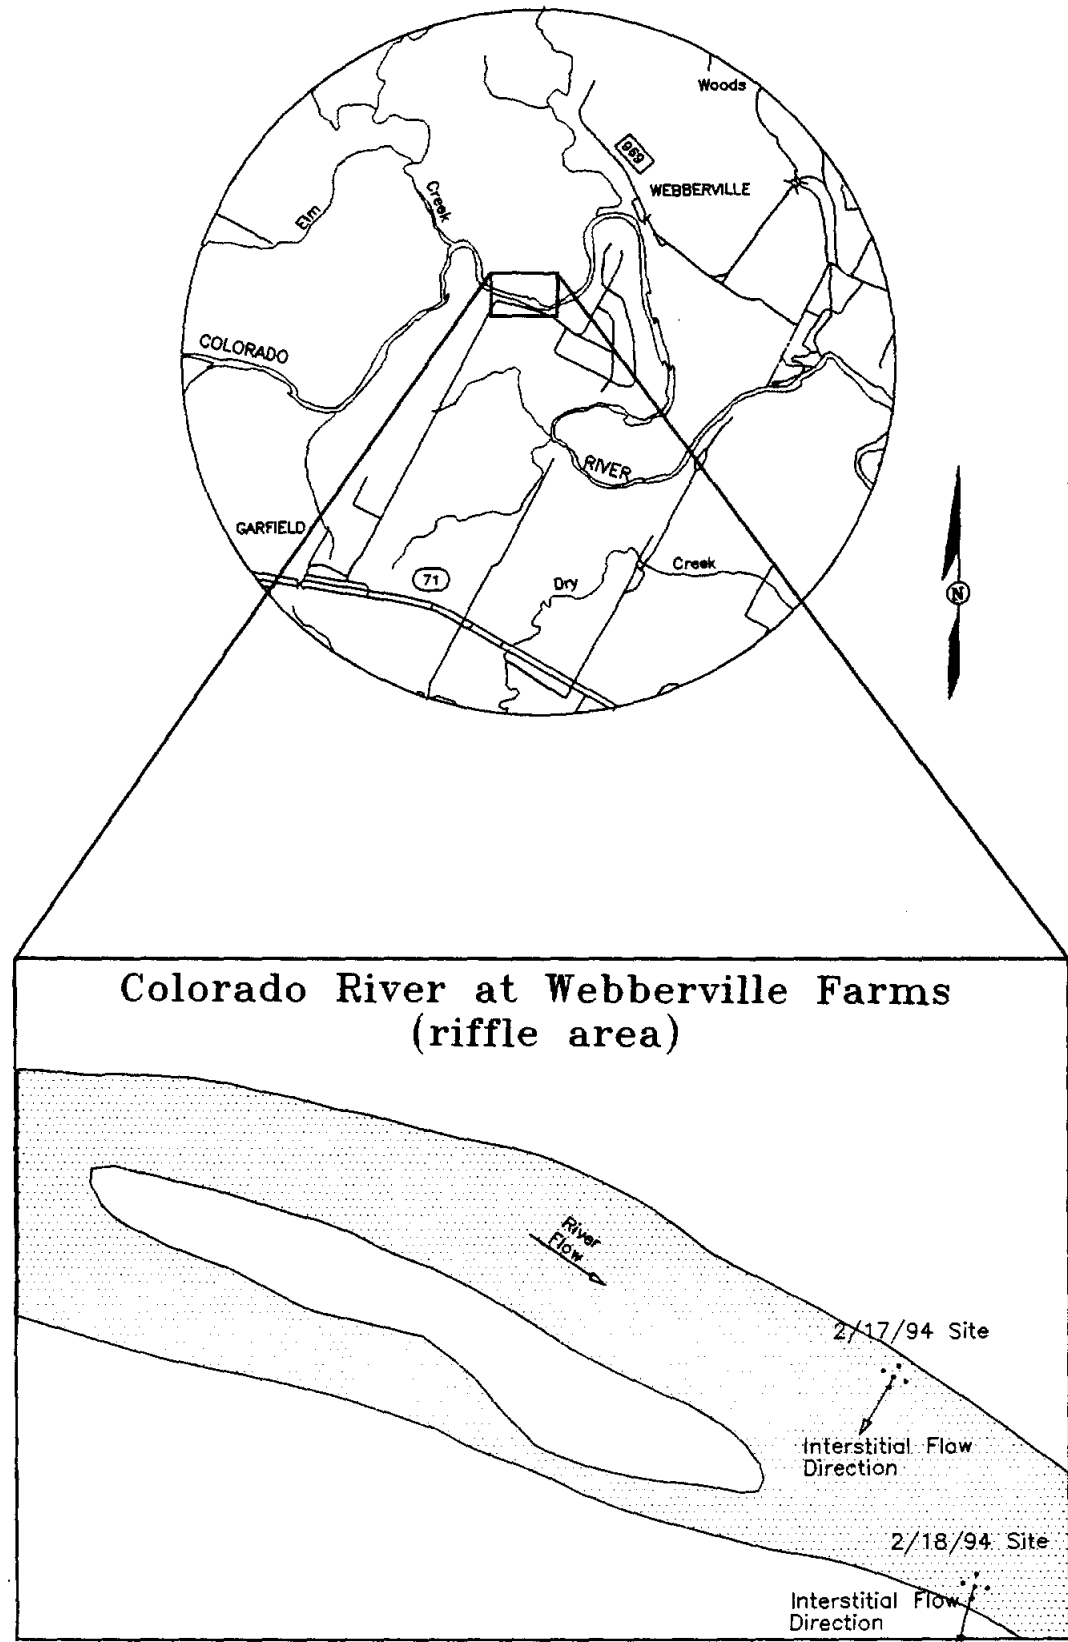 Woods
969
WEBBERVILLE
Creek
Elm
COLORADO
RIVER
GARFIELD
71
Dry
Creek
N
Colorado River at Webberville Farms
(riffle area)
River
Flow
2/17/94 Site
Interstitial Flow
Direction
2/18/94 Site
Interstitial Flow
Direction